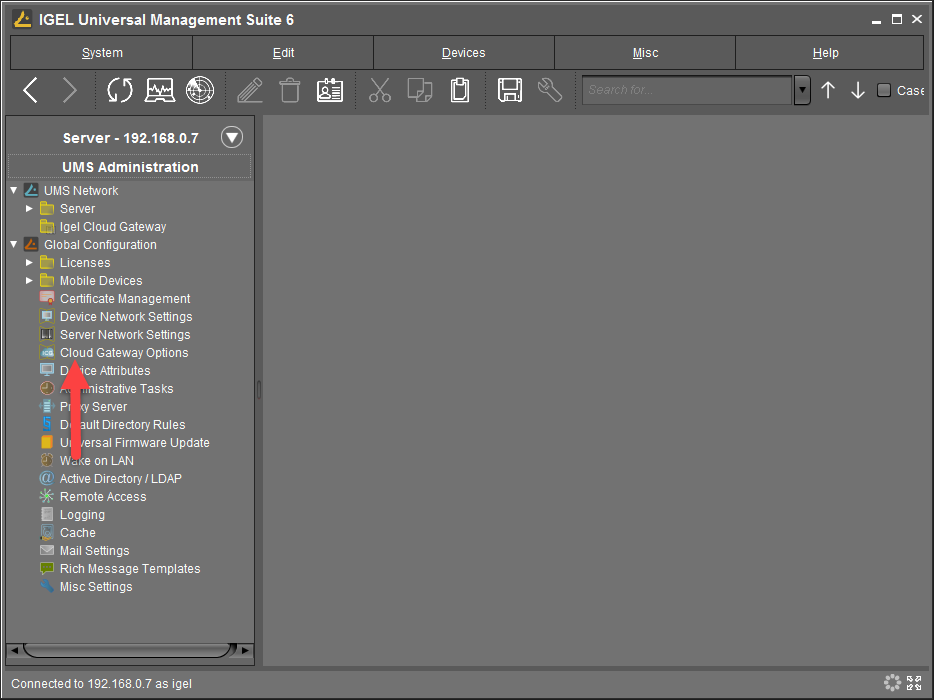 IGEL Universal Management Suite 6
System Edit Devices Misc Help
Search for... Case
Server - 192.168.0.7
UMS Administration
UMS Network
Server
Igel Cloud Gateway
Global Configuration
Licenses
Mobile Devices
Certificate Management
Device Network Settings
Server Network Settings
Cloud Gateway Options
Device Attributes
Administrative Tasks
Proxy Server
Default Directory Rules
Universal Firmware Update
Wake on LAN
Active Directory / LDAP
Remote Access
Logging
Cache
Mail Settings
Rich Message Templates
Misc Settings
Connected to 192.168.0.7 as igel